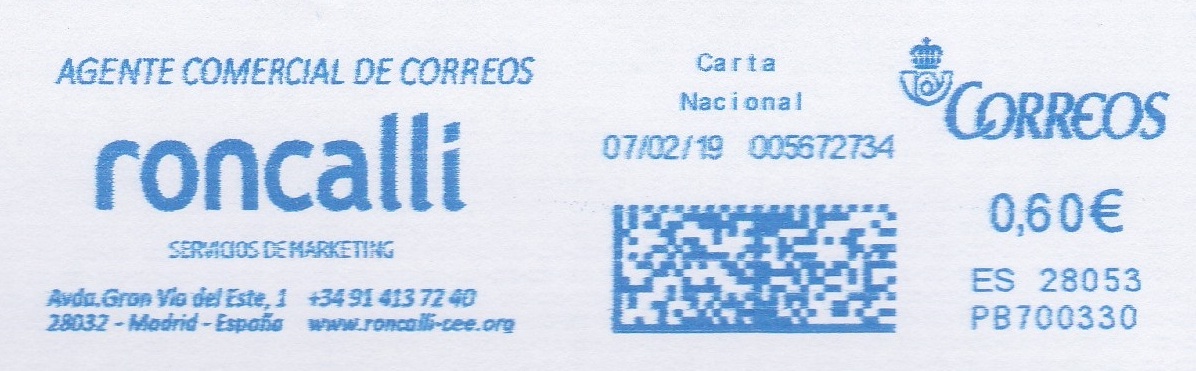 AGENTE COMERCIAL DE CORREOS
roncalli
SERVICIOS DE MARKETING
Avda. Gran Via del Este, 1 +34 91 413 72 40
28032 - Madrid - España www.roncalli-cee.org
Carta
Nacional
07/02/19 005672734
CORREOS
0,60€
ES 28053
PB700330